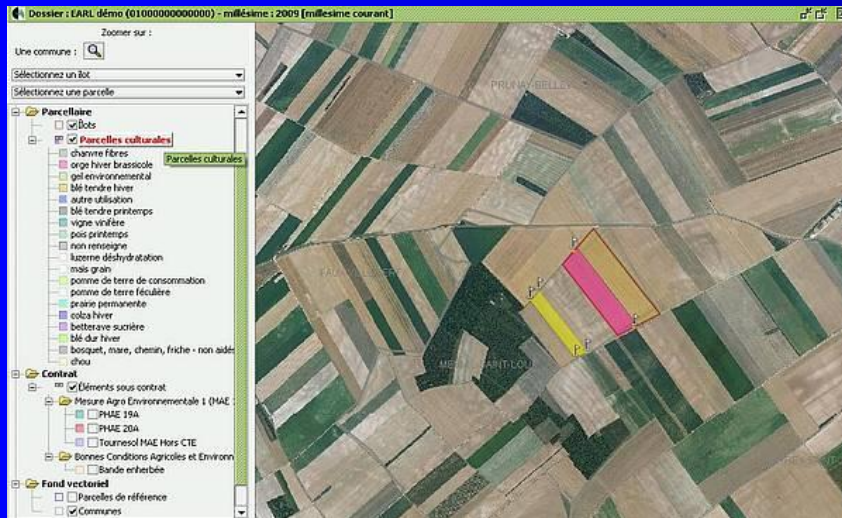 Dossier : EARL démo (01000000000000) - millésime : 2009 [millesime courant]
Zoomer sur :
Une commune :
Sélectionnez un îlot
Sélectionnez une parcelle
Parcellaire
Îlots
Parcelles culturales
Parcelles culturales
chanvre fibres
orge hiver brassicole
gel environnemental
blé tendre hiver
autre utilisation
blé tendre printemps
vigne vinifère
pois printemps
non renseigne
luzerne déshydratation
mais grain
pomme de terre de consommation
pomme de terre féculière
prairie permanente
colza hiver
betterave sucrière
blé dur hiver
bosquet, mare, chemin, friche - non aidés
chou
Contrat
Éléments sous contrat
Mesure Agro Environnementale 1 (MAE
PHAE 19A
PHAE 20A
Tournesol MAE Hors CTE
Bonnes Conditions Agricoles et Environn
Bande enherbée
Fond vectoriel
Parcelles de référence
Communes
PRUNAY-BELLEV